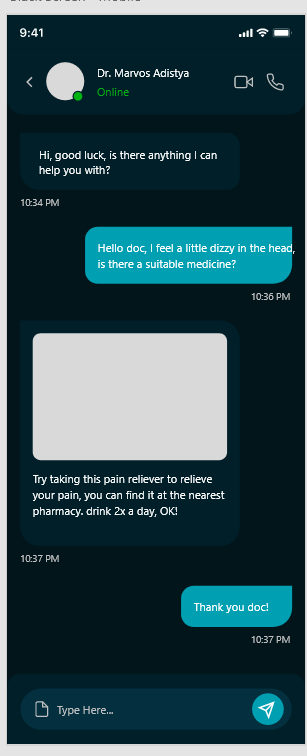 9:41
Dr. Marvos Adistya
Online
Hi, good luck, is there anything I can
help you with?
10:34 PM
Hello doc, I feel a little dizzy in the head,
is there a suitable medicine?
10:36 PM
Try taking this pain reliever to relieve
your pain, you can find it at the nearest
pharmacy. drink 2x a day, OK!
10:37 PM
Thank you doc!
10:37 PM
Type Here...